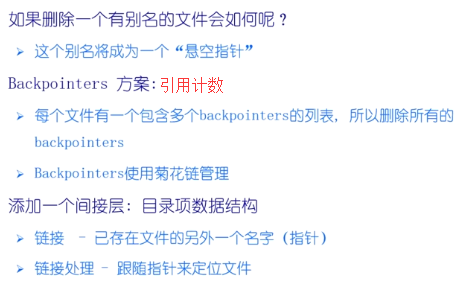 如果删除一个有别名的文件会如何呢？
➢ 这个别名将成为一个“悬空指针”
Backpointers 方案:引用计数
➢ 每个文件有一个包含多个backpointers的列表, 所以删除所有的
backpointers
➢ Backpointers使用菊花链管理
添加一个间接层: 目录项数据结构
➢ 链接 - 已存在文件的另外一个名字 (指针)
➢ 链接处理 - 跟随指针来定位文件